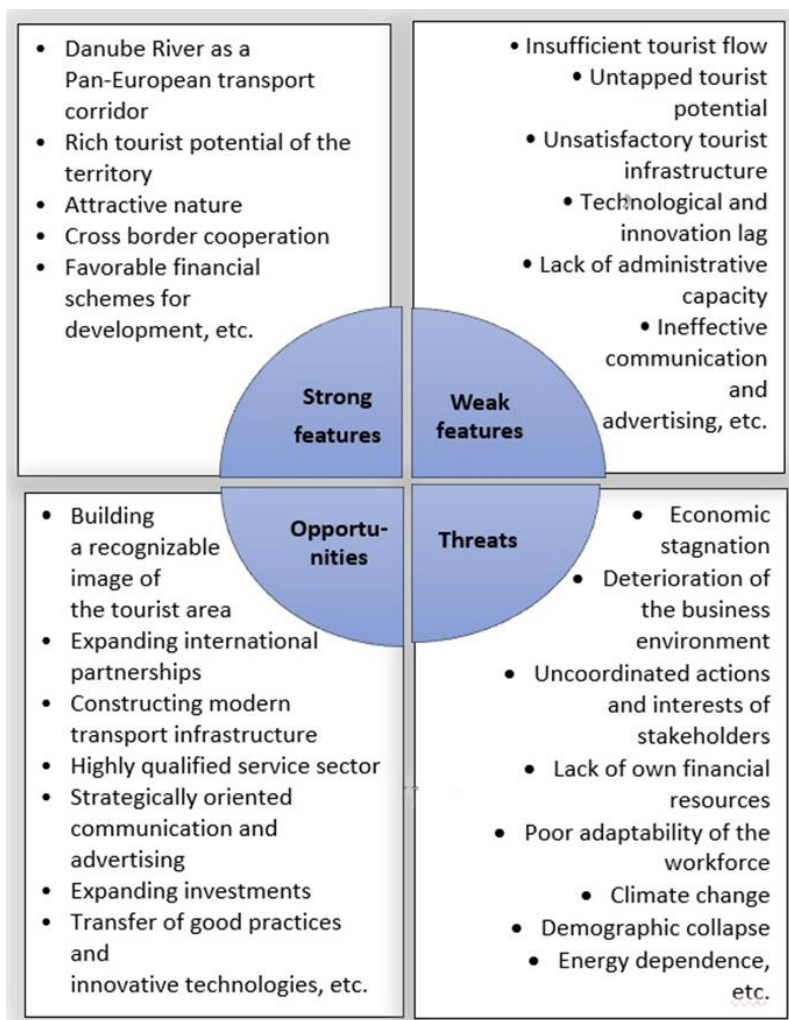 • Danube River as a
Pan-European transport
corridor
• Rich tourist potential of the
territory
• Attractive nature
• Cross border cooperation
• Favorable financial
schemes for
development, etc.
Strong
features
• Insufficient tourist flow
• Untapped tourist
potential
• Unsatisfactory tourist
infrastructure
• Technological and
innovation lag
• Lack of administrative
capacity
• Ineffective
communication
and
advertising, etc.
Weak
features
• Building
a recognizable
image of
the tourist area
• Expanding international
partnerships
• Constructing modern
transport infrastructure
• Highly qualified service sector
• Strategically oriented
communication and
advertising
• Expanding investments
• Transfer of good practices
and
innovative technologies, etc.
Opportu-
nities
• Economic
stagnation
• Deterioration of
the business
environment
• Uncoordinated actions
and interests of
stakeholders
• Lack of own financial
resources
• Poor adaptability of the
workforce
• Climate change
• Demographic collapse
• Energy dependence,
etc.
Threats